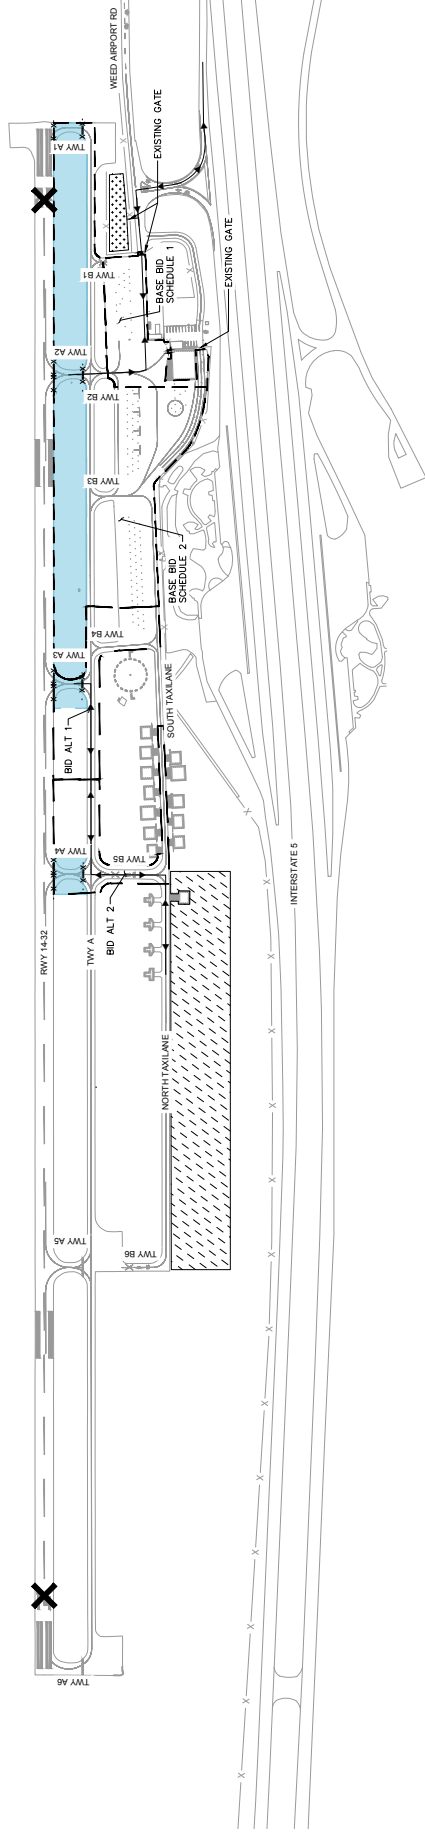 WEED AIRPORT RD
EXISTING GATE
TWY A1
EXISTING GATE
TWY B1
BASE BID
SCHEDULE 1
TWY A2
TWY B2
TWY B3
BASE BID
SCHEDULE 2
TWY B4
TWY A3
SOUTH TAXILANE
BID ALT 1
TWY A4
TWY B5
INTERSTATE 5
BID ALT 2
RWY 14-32
TWY A
NORTH TAXILANE
TWY A5
TWY B6
TWY A6